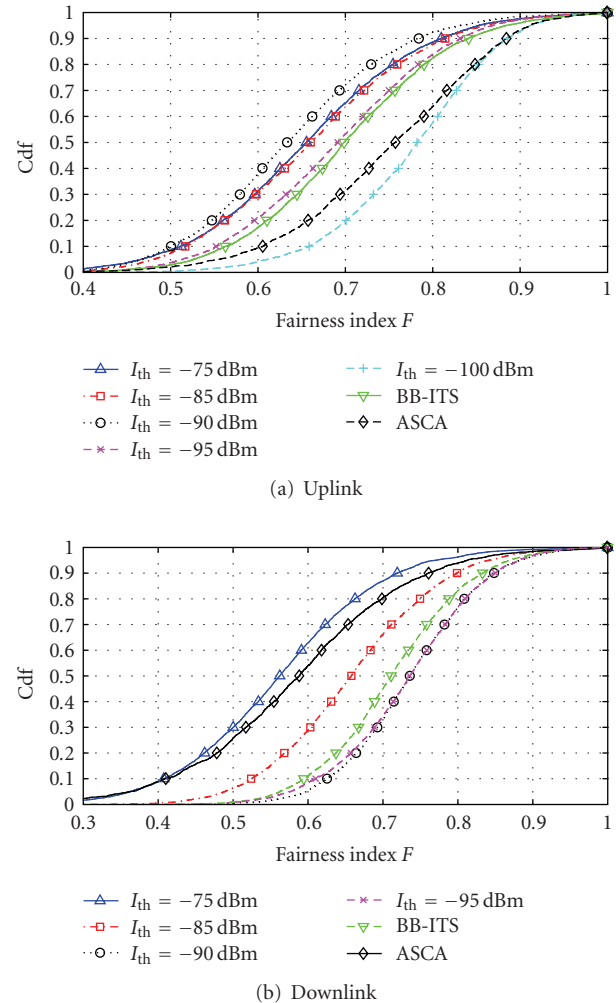 1
0.9
0.8
0.7
0.6
0.5
0.4
0.3
0.2
0.1
0
Cdf
0.4 0.5 0.6 0.7 0.8 0.9 1
Fairness index F
I_th = −75 dBm
I_th = −85 dBm
I_th = −90 dBm
I_th = −95 dBm
I_th = −100 dBm
BB-ITS
ASCA
(a) Uplink
1
0.9
0.8
0.7
0.6
0.5
0.4
0.3
0.2
0.1
0
Cdf
0.3 0.4 0.5 0.6 0.7 0.8 0.9 1
Fairness index F
I_th = −75 dBm
I_th = −85 dBm
I_th = −90 dBm
I_th = −95 dBm
BB-ITS
ASCA
(b) Downlink